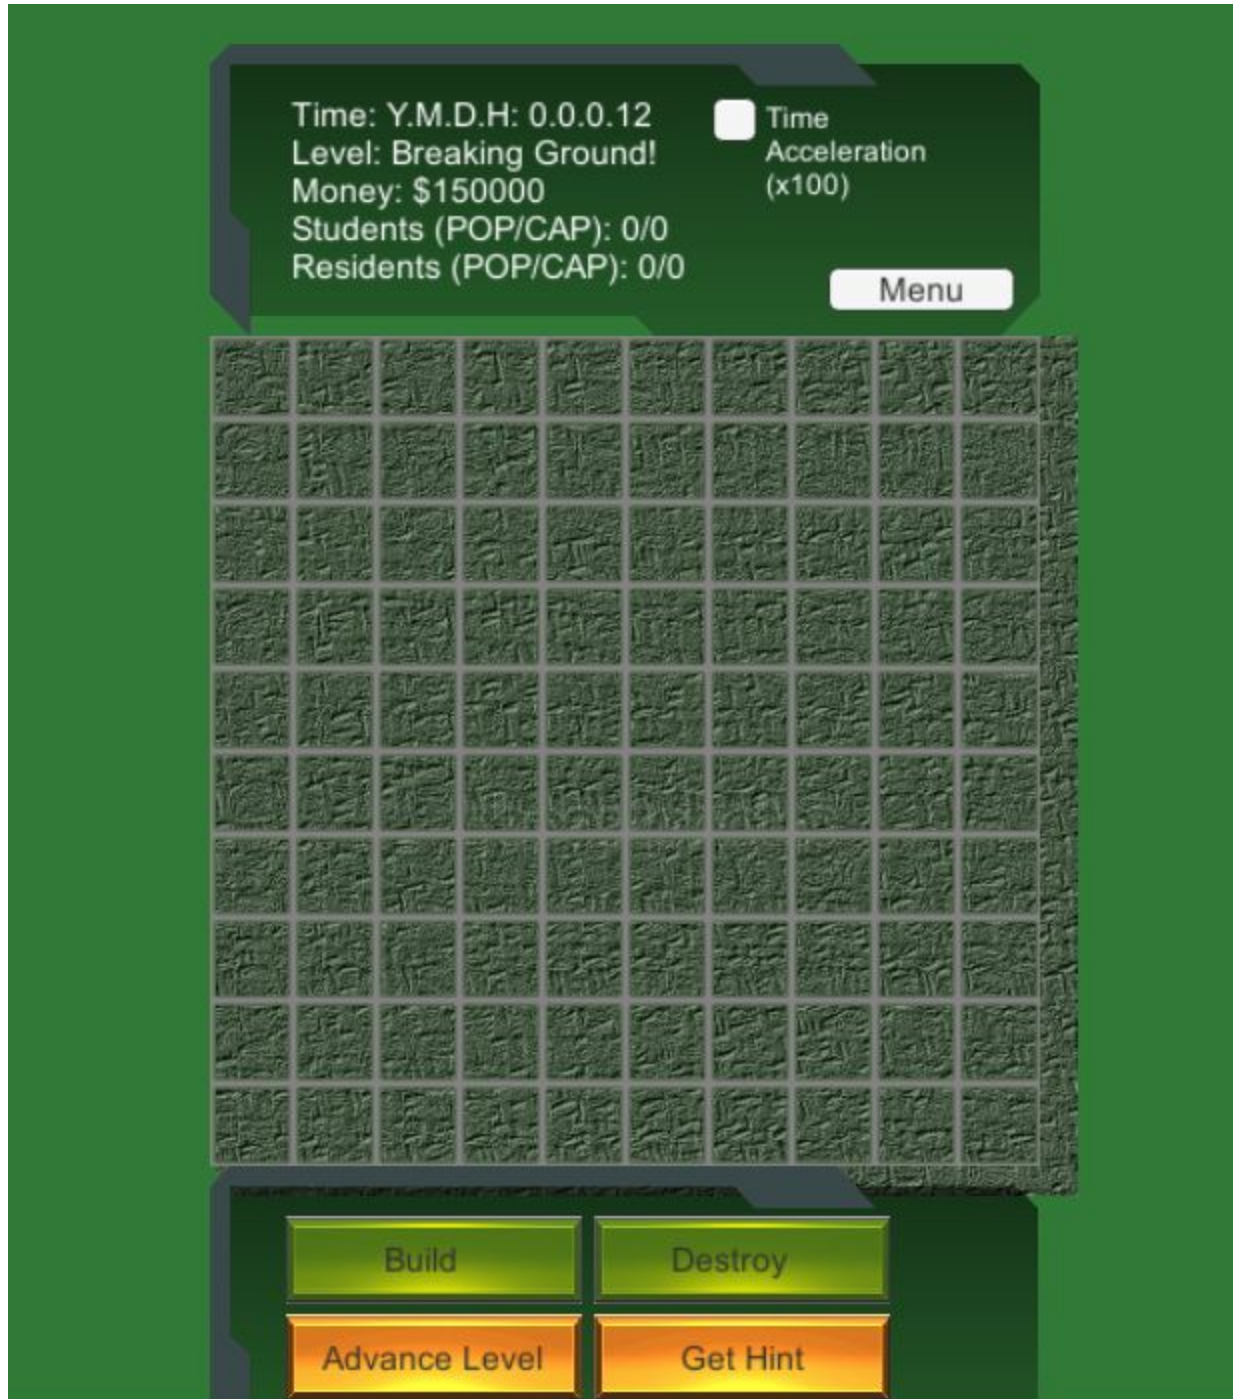 Time: Y.M.D.H: 0.0.0.12
Level: Breaking Ground!
Money: $150000
Students (POP/CAP): 0/0
Residents (POP/CAP): 0/0
Time
Acceleration
(x100)
Menu
Build
Destroy
Advance Level
Get Hint